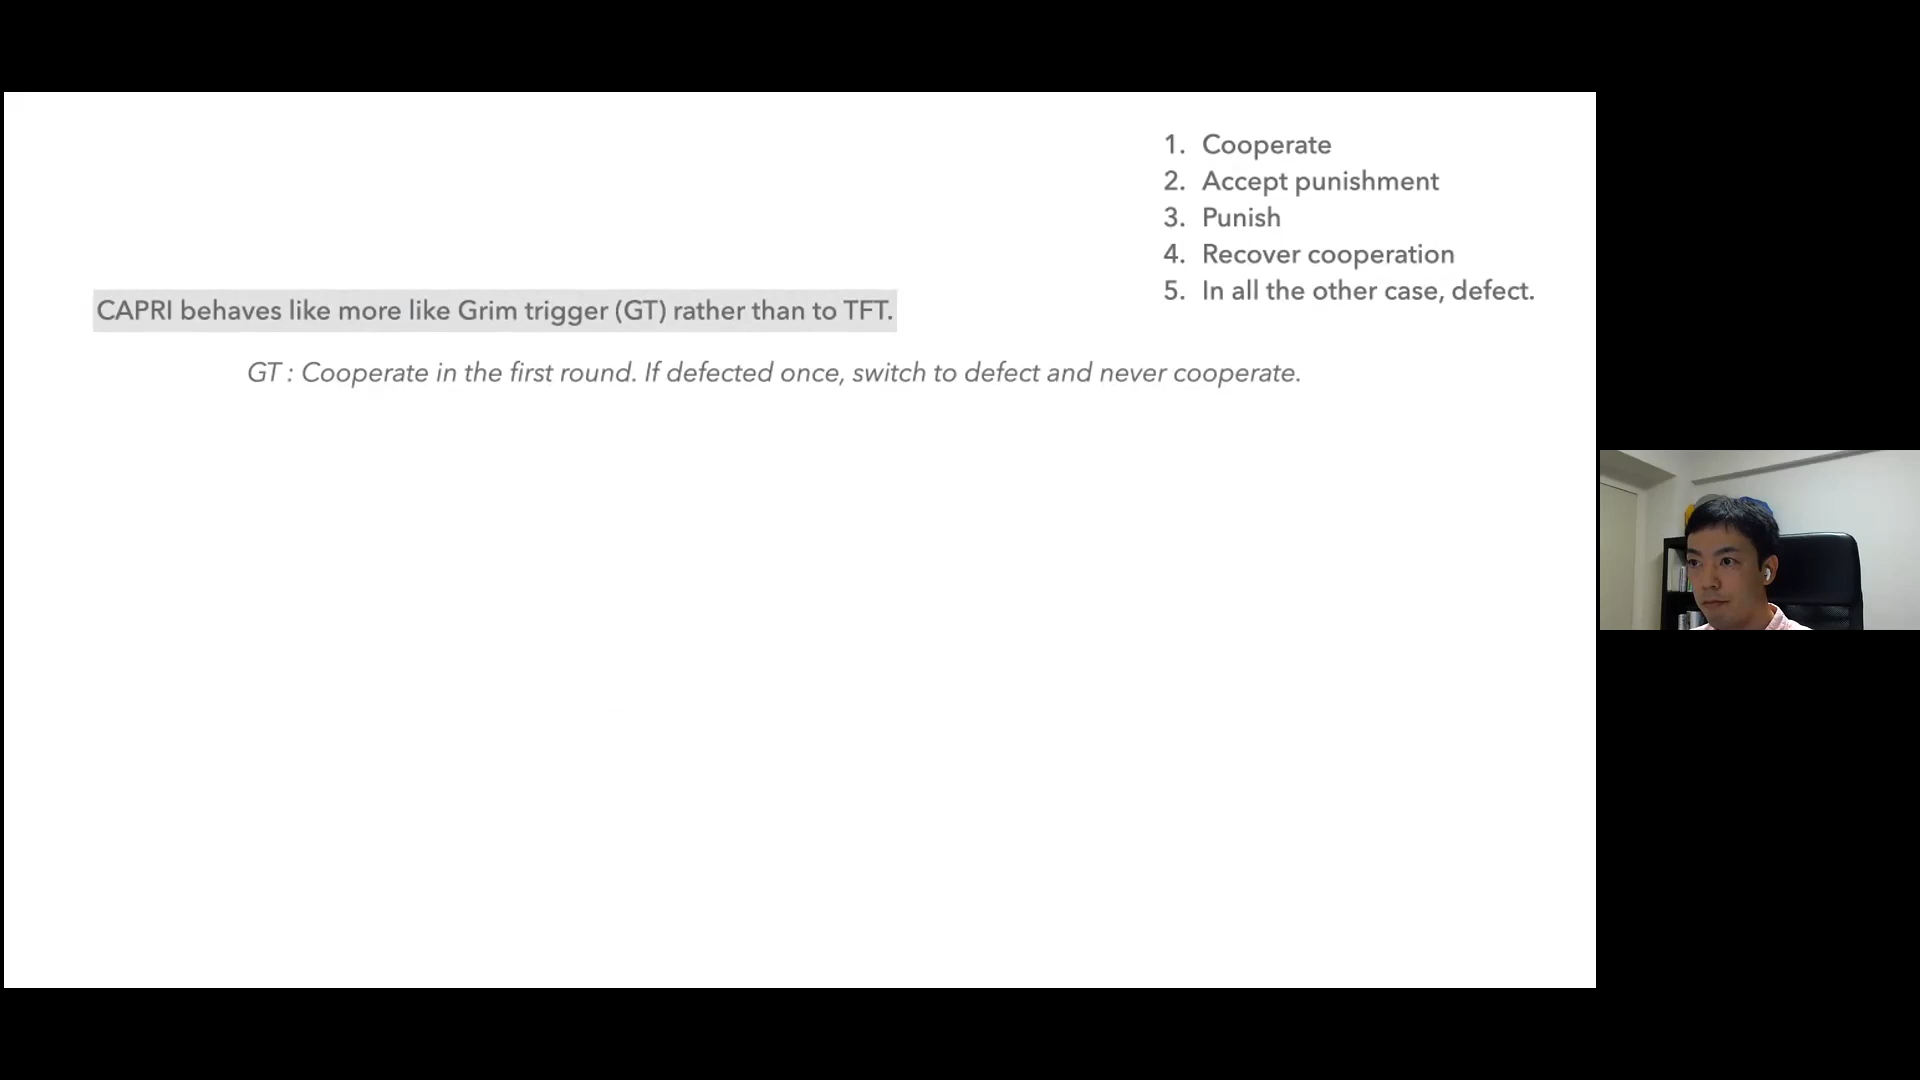 1. Cooperate
2. Accept punishment
3. Punish
4. Recover cooperation
5. In all the other case, defect.
CAPRI behaves like more like Grim trigger (GT) rather than to TFT.
GT : Cooperate in the first round. If defected once, switch to defect and never cooperate.